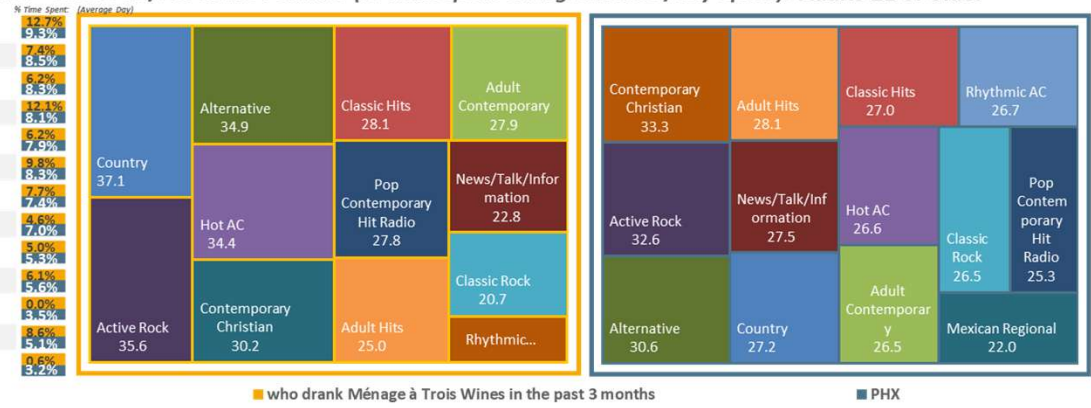 % Time Spent: (Average Day)
12.7%
9.3%
7.4%
8.5%
6.2%
8.3%
12.1%
8.1%
6.2%
7.9%
9.8%
8.3%
7.7%
7.4%
4.6%
7.0%
5.0%
5.3%
6.1%
5.6%
0.0%
3.5%
8.6%
5.1%
0.6%
3.2%
Country
37.1
Active Rock
35.6
Alternative
34.9
Hot AC
34.4
Contemporary
Christian
30.2
Classic Hits
28.1
Pop
Contemporary
Hit Radio
27.8
Adult Hits
25.0
Adult
Contemporary
27.9
News/Talk/Infor
mation
22.8
Classic Rock
20.7
Rhythmic...
Contemporary
Christian
33.3
Active Rock
32.6
Alternative
30.6
Adult Hits
28.1
News/Talk/Inf
ormation
27.5
Country
27.2
Classic Hits
27.0
Hot AC
26.6
Adult
Contemporar
y
26.5
Rhythmic AC
26.7
Classic
Rock
26.5
Pop
Contem
porary
Hit
Radio
25.3
Mexican Regional
22.0
who drank Ménage à Trois Wines in the past 3 months
PHX